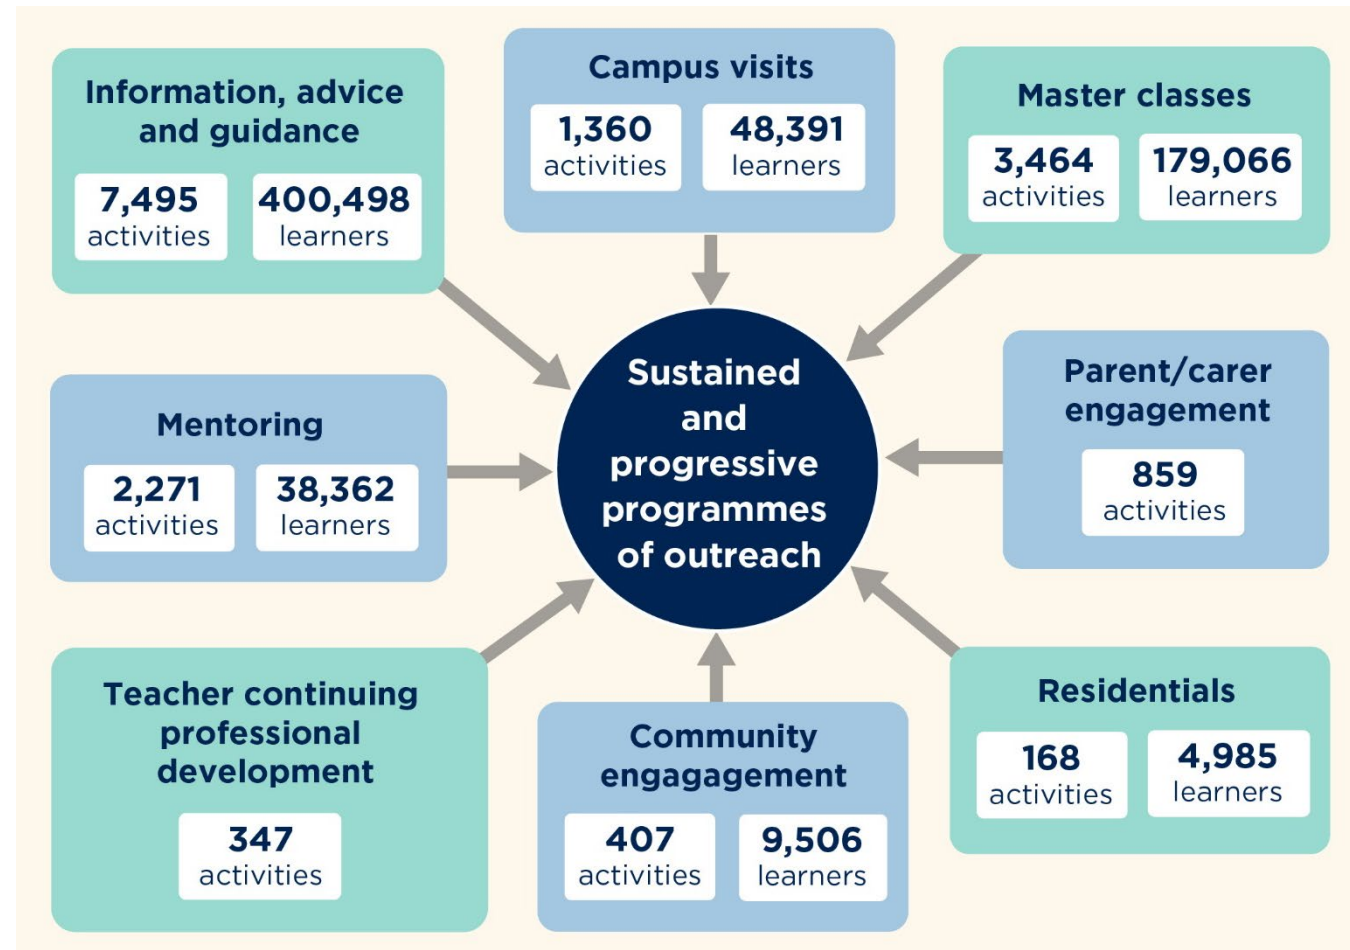 Information, advice
and guidance
7,495
activities
400,498
learners
Campus visits
1,360
activities
48,391
learners
Master classes
3,464
activities
179,066
learners
Mentoring
2,271
activities
38,362
learners
Sustained
and
progressive
programmes
of outreach
Parent/carer
engagement
859
activities
Teacher continuing
professional
development
347
activities
Community
engagagement
407
activities
9,506
learners
Residentials
168
activities
4,985
learners